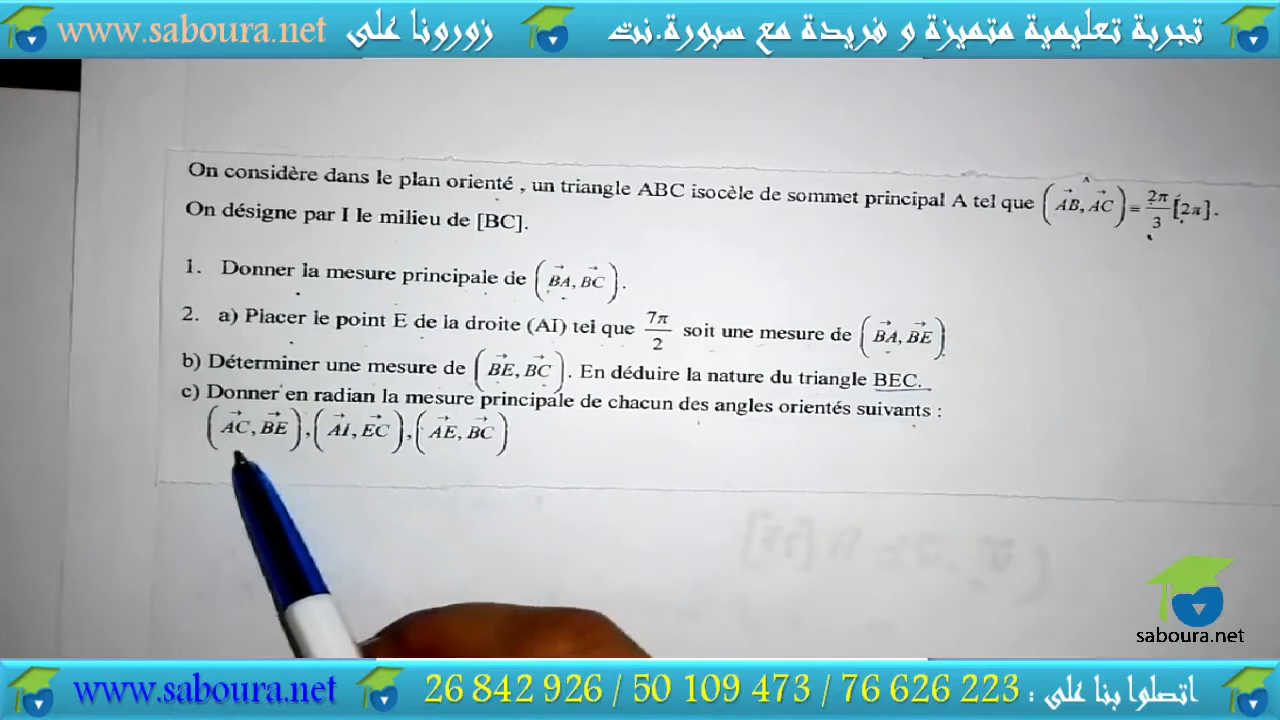 www.saboura.net زورونا على تجربة تعليمية متميزة و فريدة مع سبورة.نت
On considère dans le plan orienté , un triangle ABC isocèle de sommet principal A tel que (AB, AC) ≡ 2π/3 [2π].
On désigne par I le milieu de [BC].
1. Donner la mesure principale de (BA, BC).
2. a) Placer le point E de la droite (AI) tel que 7π/2 soit une mesure de (BA, BE)
b) Déterminer une mesure de (BE, BC). En déduire la nature du triangle BEC.
c) Donner en radian la mesure principale de chacun des angles orientés suivants :
(AC, BE), (AI, EC), (AE, BC)
saboura.net
www.saboura.net 26 842 926 / 50 109 473 / 76 626 223 : اتصلوا بنا على